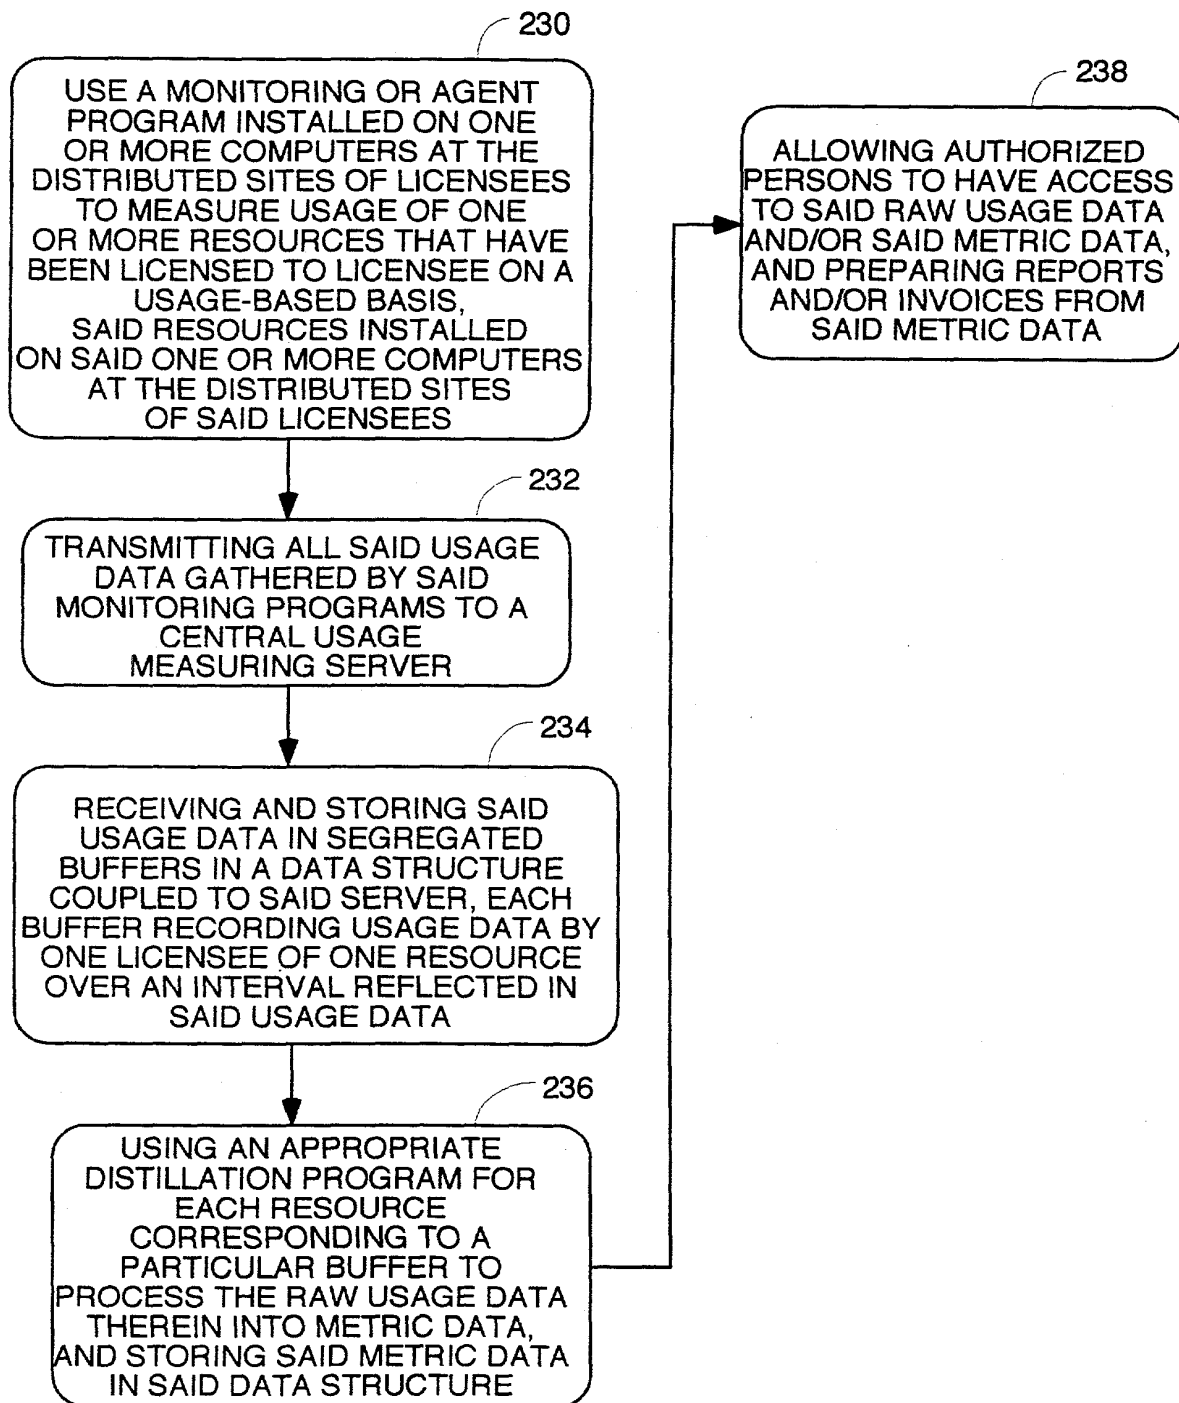 230
USE A MONITORING OR AGENT
PROGRAM INSTALLED ON ONE
OR MORE COMPUTERS AT THE
DISTRIBUTED SITES OF LICENSEES
TO MEASURE USAGE OF ONE
OR MORE RESOURCES THAT HAVE
BEEN LICENSED TO LICENSEE ON A
USAGE-BASED BASIS,
SAID RESOURCES INSTALLED
ON SAID ONE OR MORE COMPUTERS
AT THE DISTRIBUTED SITES
OF SAID LICENSEES
232
TRANSMITTING ALL SAID USAGE
DATA GATHERED BY SAID
MONITORING PROGRAMS TO A
CENTRAL USAGE
MEASURING SERVER
234
RECEIVING AND STORING SAID
USAGE DATA IN SEGREGATED
BUFFERS IN A DATA STRUCTURE
COUPLED TO SAID SERVER, EACH
BUFFER RECORDING USAGE DATA BY
ONE LICENSEE OF ONE RESOURCE
OVER AN INTERVAL REFLECTED IN
SAID USAGE DATA
236
USING AN APPROPRIATE
DISTILLATION PROGRAM FOR
EACH RESOURCE
CORRESPONDING TO A
PARTICULAR BUFFER TO
PROCESS THE RAW USAGE DATA
THEREIN INTO METRIC DATA,
AND STORING SAID METRIC DATA
IN SAID DATA STRUCTURE
238
ALLOWING AUTHORIZED
PERSONS TO HAVE ACCESS
TO SAID RAW USAGE DATA
AND/OR SAID METRIC DATA,
AND PREPARING REPORTS
AND/OR INVOICES FROM
SAID METRIC DATA